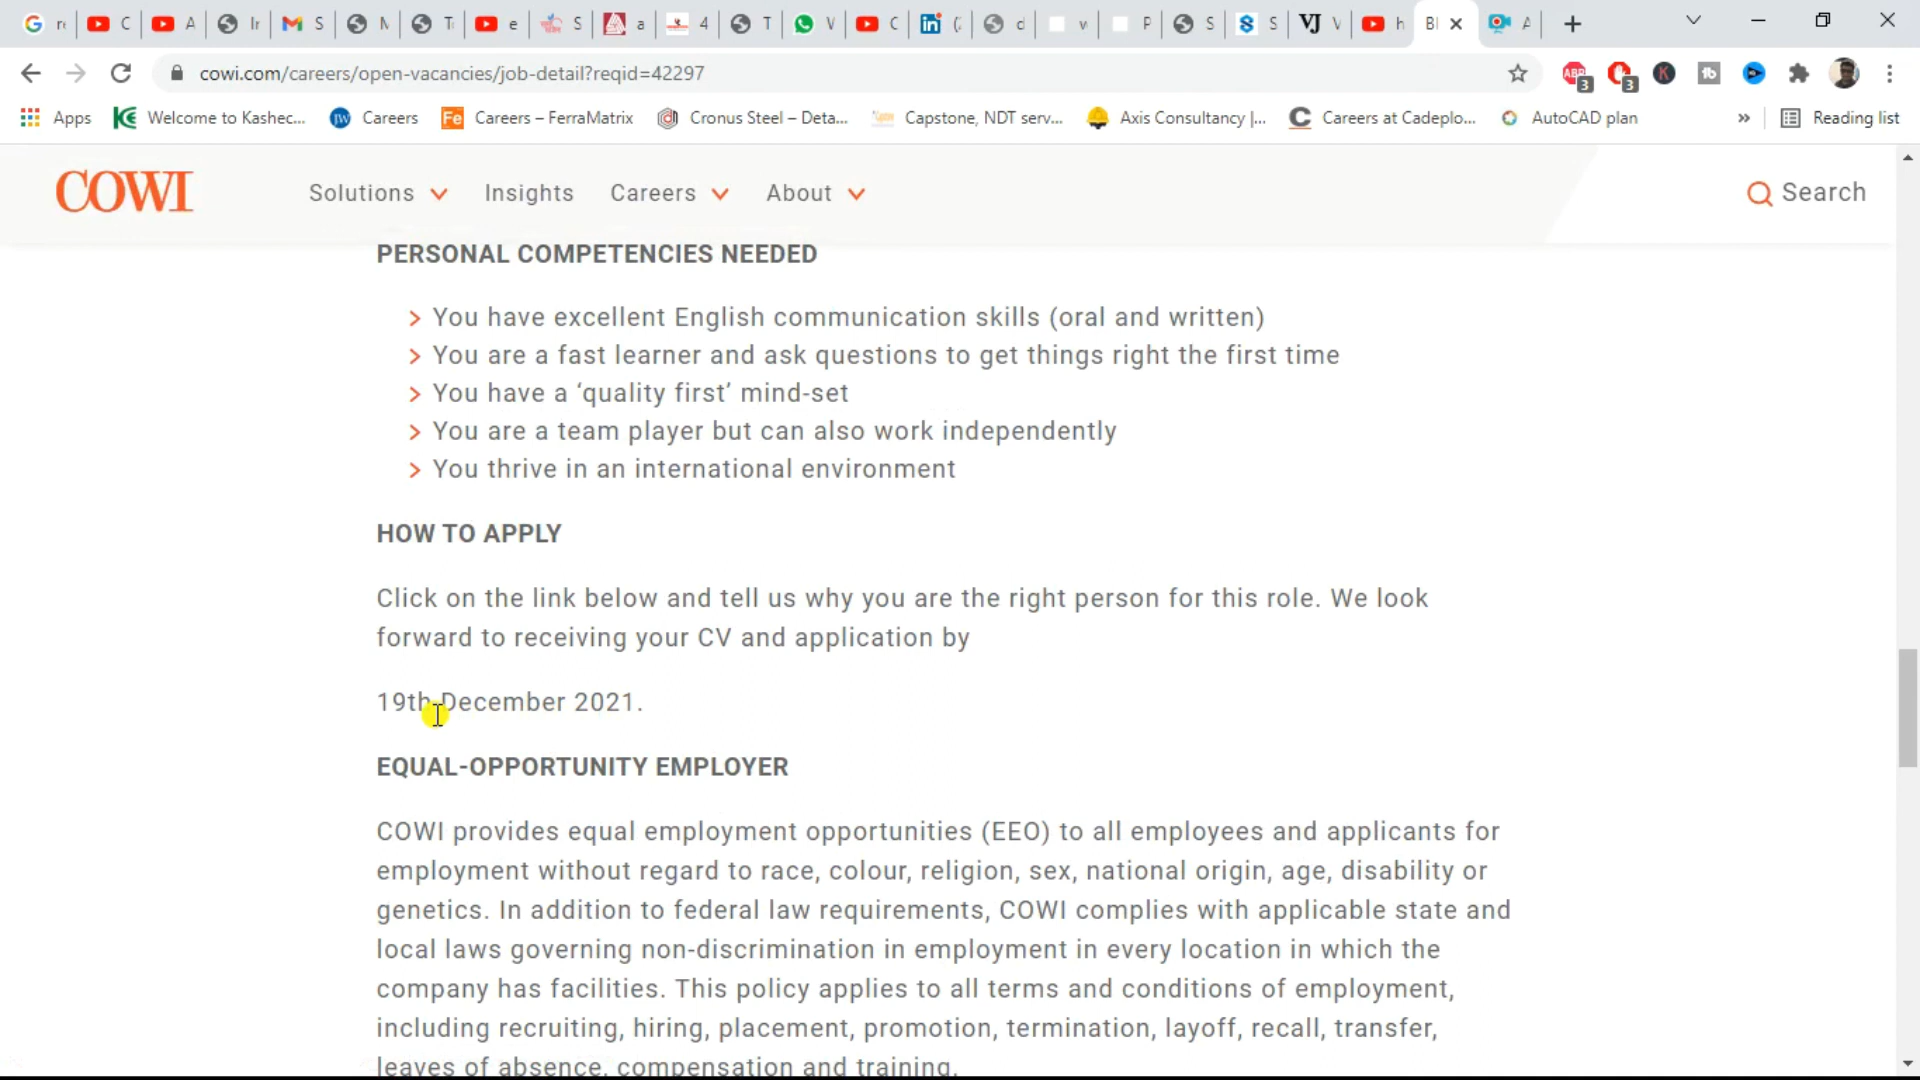 cowi.com/careers/open-vacancies/job-detail?reqid=42297
Apps Welcome to Kashec... Careers Careers – FerraMatrix Cronus Steel – Deta... Capstone, NDT serv... Axis Consultancy |... Careers at Cadeplo... AutoCAD plan » Reading list
COWI Solutions Insights Careers About Search
PERSONAL COMPETENCIES NEEDED
You have excellent English communication skills (oral and written)
You are a fast learner and ask questions to get things right the first time
You have a ‘quality first’ mind-set
You are a team player but can also work independently
You thrive in an international environment
HOW TO APPLY
Click on the link below and tell us why you are the right person for this role. We look
forward to receiving your CV and application by
19th December 2021.
EQUAL-OPPORTUNITY EMPLOYER
COWI provides equal employment opportunities (EEO) to all employees and applicants for
employment without regard to race, colour, religion, sex, national origin, age, disability or
genetics. In addition to federal law requirements, COWI complies with applicable state and
local laws governing non-discrimination in employment in every location in which the
company has facilities. This policy applies to all terms and conditions of employment,
including recruiting, hiring, placement, promotion, termination, layoff, recall, transfer,
leaves of absence, compensation and training.